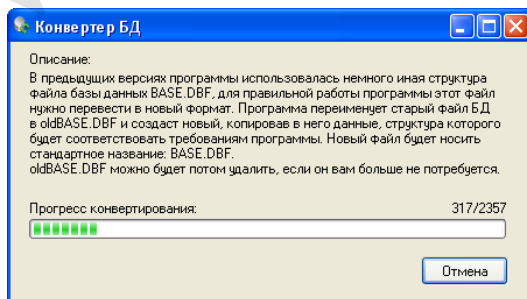 Конвертер БД
Описание:
В предыдущих версиях программы использовалась немного иная структура
файла базы данных BASE.DBF, для правильной работы программы этот файл
нужно перевести в новый формат. Программа переименует старый файл БД
в oldBASE.DBF и создаст новый, копировав в него данные, структура которого
будет соответствовать требованиям программы. Новый файл будет носить
стандартное название: BASE.DBF.
oldBASE.DBF можно будет потом удалить, если он вам больше не потребуется.
Прогресс конвертирования: 317/2357
Отмена